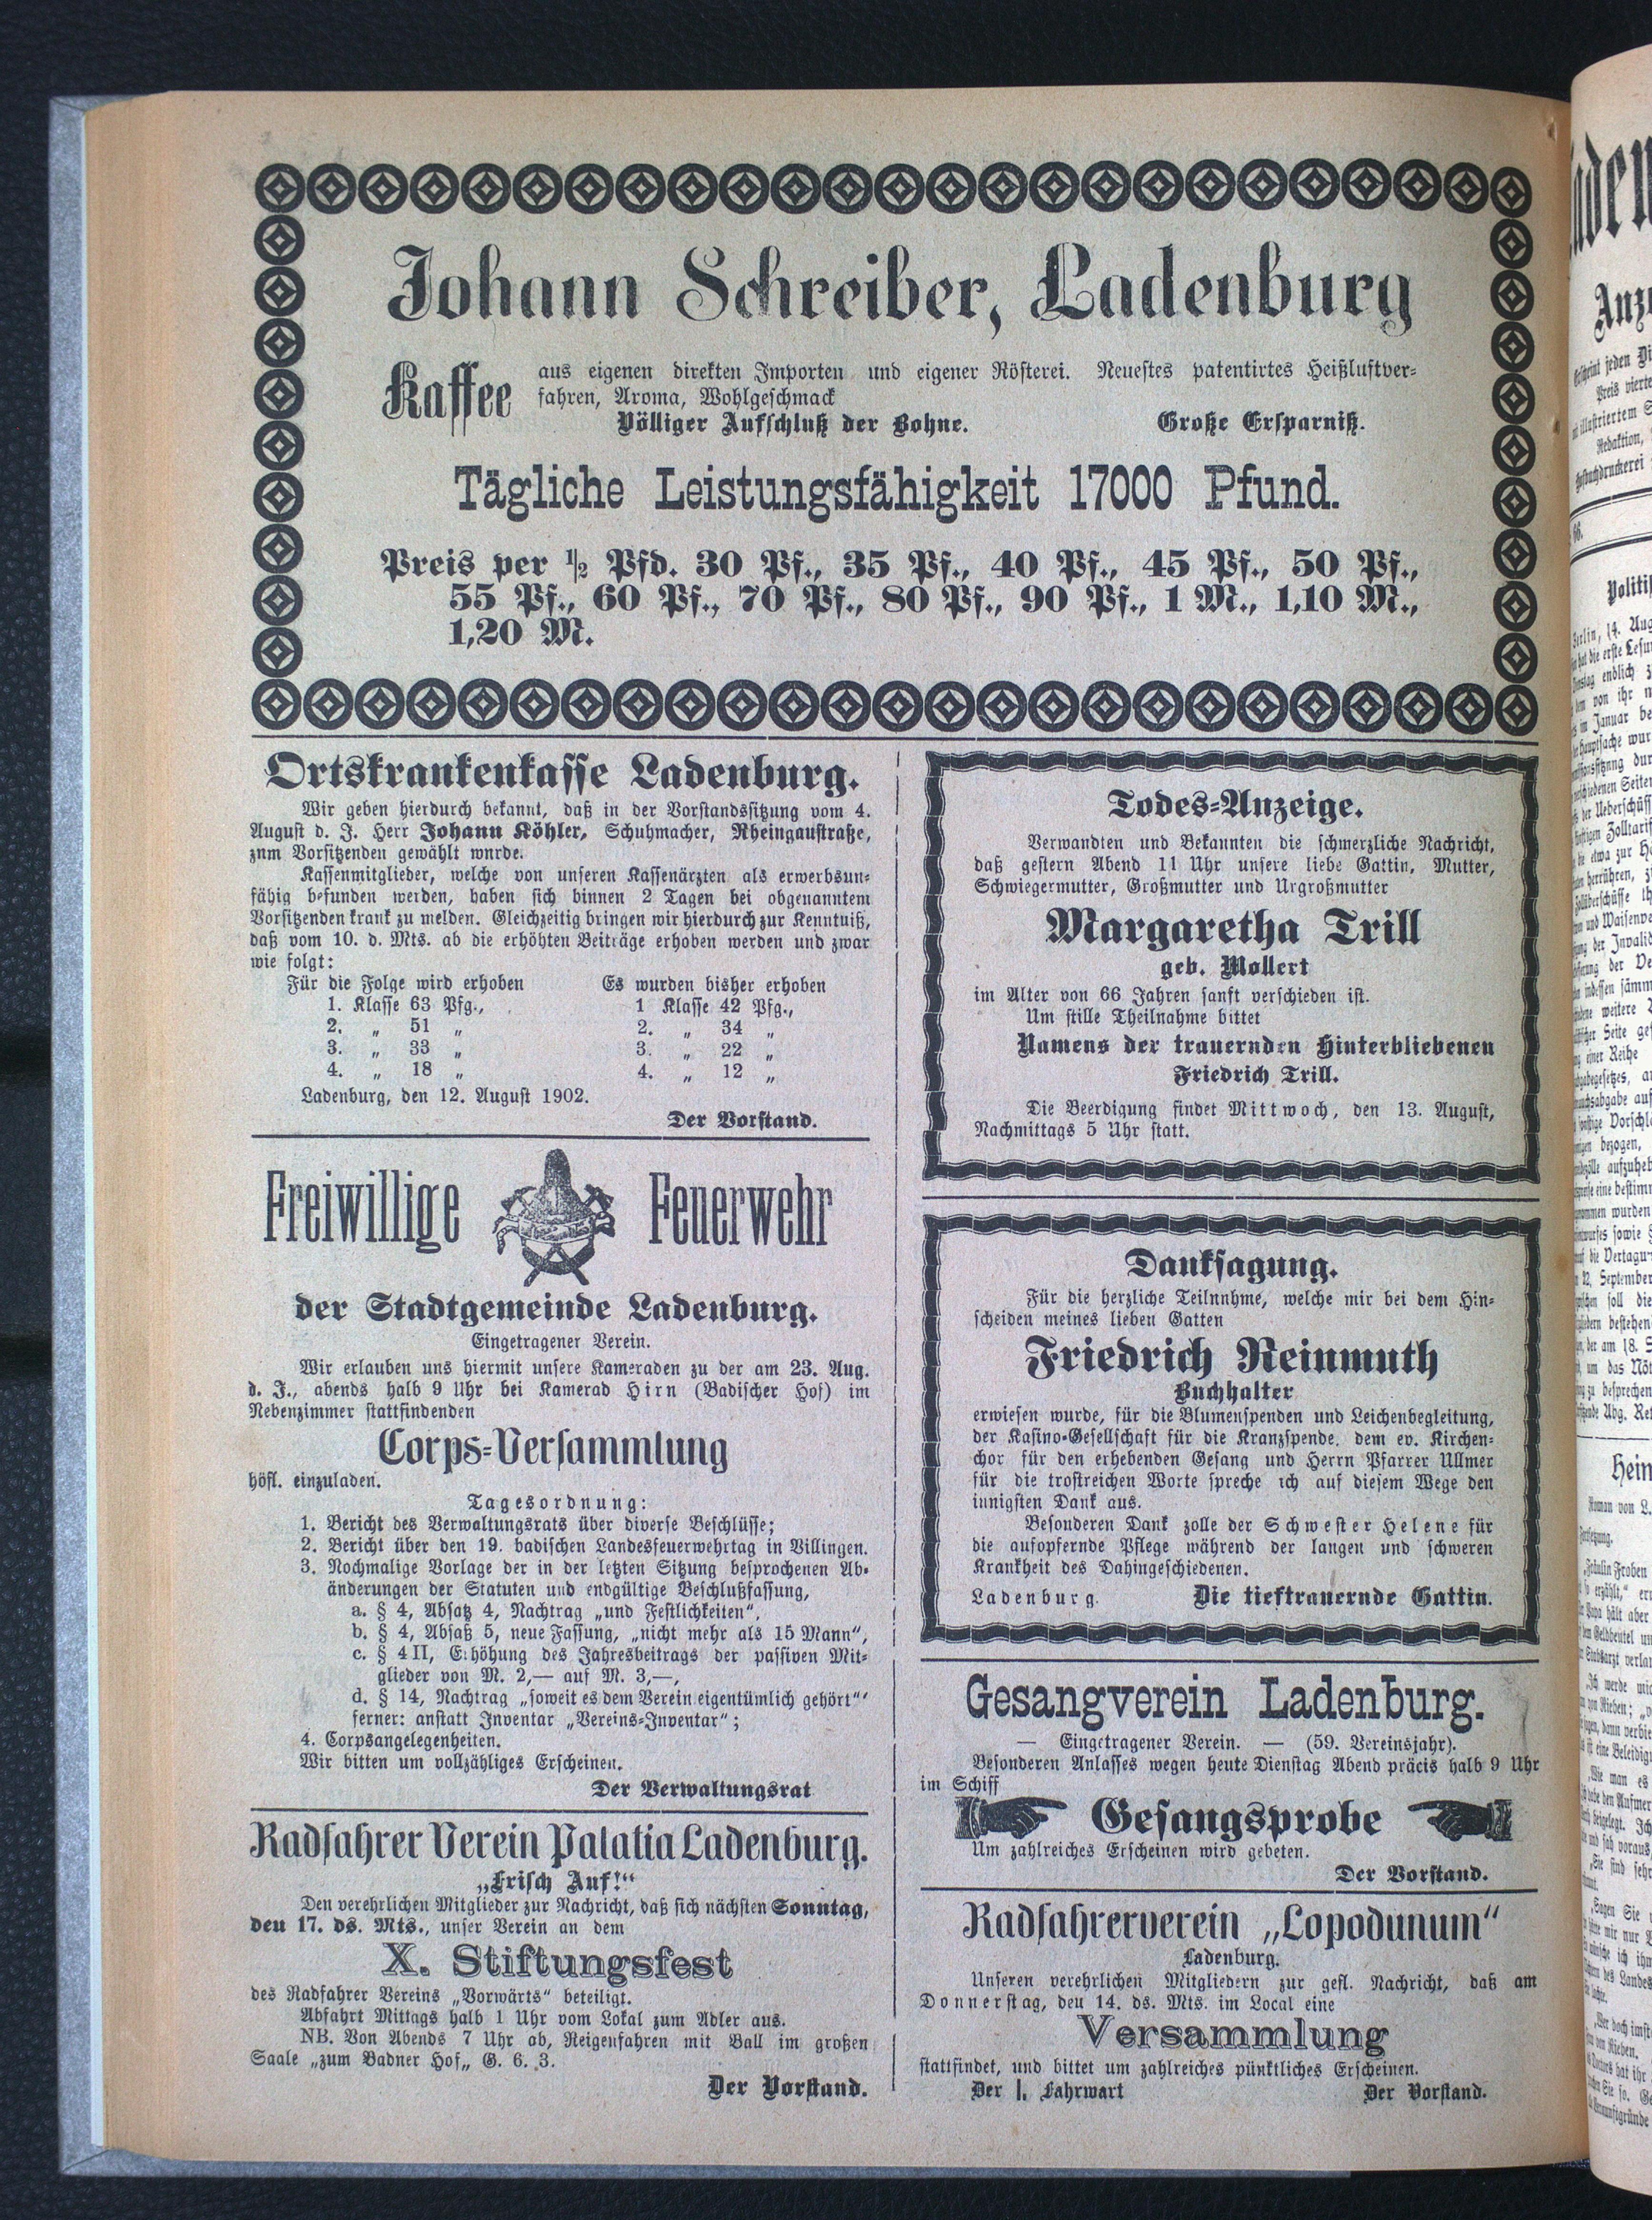 Johann Schreiber, Ladenburg
Kaffee aus eigenen direkten Importen und eigener Rösterei. Neuestes patentirtes Heißluftver-
fahren, Aroma, Wohlgeschmack
Völliger Aufschluß der Bohne. Große Ersparniß.
Tägliche Leistungsfähigkeit 17000 Pfund.
Preis per ½ Pfd. 30 Pf., 35 Pf., 40 Pf., 45 Pf., 50 Pf.,
55 Pf., 60 Pf., 70 Pf., 80 Pf., 90 Pf., 1 M., 1,10 M.,
1,20 M.
Ortskrankenkasse Ladenburg.
Wir geben hierdurch bekannt, daß in der Vorstandssitzung vom 4.
August d. J. Herr Johann Köhler, Schuhmacher, Rheingaustraße,
znm Vorsitzenden gewählt wnrde.
Kassenmitglieder, welche von unseren Kassenärzten als erwerbsun-
fähig befunden werden, haben sich binnen 2 Tagen bei obgenanntem
Vorsitzenden krank zu melden. Gleichzeitig bringen wir hierdurch zur Kenntniß,
daß vom 10. d. Mts. ab die erhöhten Beiträge erhoben werden und zwar
wie folgt:
Für die Folge wird erhoben Es wurden bisher erhoben
1. Klasse 63 Pfg., 1 Klasse 42 Pfg.,
2. „ 51 „ 2. „ 34 „
3. „ 33 „ 3. „ 22 „
4. „ 18 „ 4. „ 12 „
Ladenburg, den 12. August 1902.
Der Vorstand.
Freiwillige Feuerwehr
der Stadtgemeinde Ladenburg.
Eingetragener Verein.
Wir erlauben uns hiermit unsere Kameraden zu der am 23. Aug.
d. J., abends halb 9 Uhr bei Kamerad Hirn (Badischer Hof) im
Nebenzimmer stattfindenden
Corps-Versammlung
höfl. einzuladen.
Tagesordnung:
1. Bericht des Verwaltungsrats über diverse Beschlüsse;
2. Bericht über den 19. badischen Landesfeuerwehrtag in Villingen.
3. Nochmalige Vorlage der in der letzten Sitzung besprochenen Ab-
änderungen der Statuten und endgültige Beschlußfassung,
a. § 4, Absatz 4, Nachtrag „und Festlichkeiten",
b. § 4, Absaß 5, neue Fassung, „nicht mehr als 15 Mann",
c. § 4 II, Erhöhung des Jahresbeitrags der passiven Mit-
glieder von M. 2,— auf M. 3,—,
d. § 14, Nachtrag „soweit es dem Verein eigentümlich gehört"'
ferner: anstatt Inventar „Vereins-Inventar";
4. Corpsangelegenheiten.
Wir bitten um vollzähliges Erscheinen.
Der Verwaltungsrat
Radfahrer Verein Palatia Ladenburg.
„Frisch Auf!"
Den verehrlichen Mitglieder zur Nachricht, daß sich nächsten Sonntag,
deu 17. ds. Mts., unser Verein an dem
X. Stiftungsfest
des Radfahrer Vereins „Vorwärts" beteiligt.
Abfahrt Mittags halb 1 Uhr vom Lokal zum Adler aus.
NB. Von Abends 7 Uhr ab, Reigenfahren mit Ball im großen
Saale „zum Badner Hof„ G. 6. 3.
Der Vorstand.
Todes-Anzeige.
Verwandten und Bekannten die schmerzliche Nachricht,
daß gestern Abend 11 Uhr unsere liebe Gattin, Mutter,
Schwiegermutter, Großmutter und Urgroßmutter
Margaretha Trill
geb. Mollert
im Alter von 66 Jahren sanft verschieden ist.
Um stille Theilnahme bittet
Namens der trauernden Hinterbliebenen
Friedrich Trill.
Die Beerdigung findet Mittwoch, den 13. August,
Nachmittags 5 Uhr statt.
Danksagung.
Für die herzliche Teilnnhme, welche mir bei dem Hin-
scheiden meines lieben Gatten
Friedrich Reinmuth
Buchhalter
erwiesen wurde, für die Blumenspenden und Leichenbegleitung,
der Kasino-Gesellschaft für die Kranzspende, dem ev. Kirchen-
chor für den erhebenden Gesang und Herrn Pfarrer Ullmer
für die trostreichen Worte spreche ich auf diesem Wege den
innigsten Dank aus.
Besonderen Dank zolle der Schwester Helene für
die aufopfernde Pflege während der langen und schweren
Krankheit des Dahingeschiedenen.
Ladenburg. Die tieftrauernde Gattin.
Gesangverein Ladenburg.
— Eingetragener Verein. — (59. Vereinsjahr).
Besonderen Anlasses wegen heute Dienstag Abend präcis halb 9 Uhr
im Schiff
Gesangsprobe
Um zahlreiches Erscheinen wird gebeten.
Der Vorstand.
Radfahrerverein „Lopodunum"
Ladenburg.
Unseren verehrlichen Mitgliedern zur gefl. Nachricht, daß am
Donnerstag, deu 14. ds. Mts. im Local eine
Versammlung
stattfindet, und bittet um zahlreiches pünktliches Erscheinen.
Der I. Fahrwart Der Vorstand.